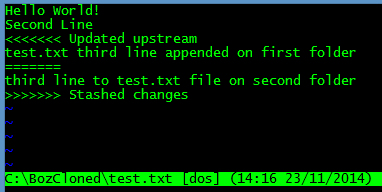 Hello World!
Second Line
<<<<<<< Updated upstream
test.txt third line appended on first folder
=======
third line to test.txt file on second folder
>>>>>>> Stashed changes
~
~
~
~
~
C:\BozCloned\test.txt [dos] (14:16 23/11/2014)